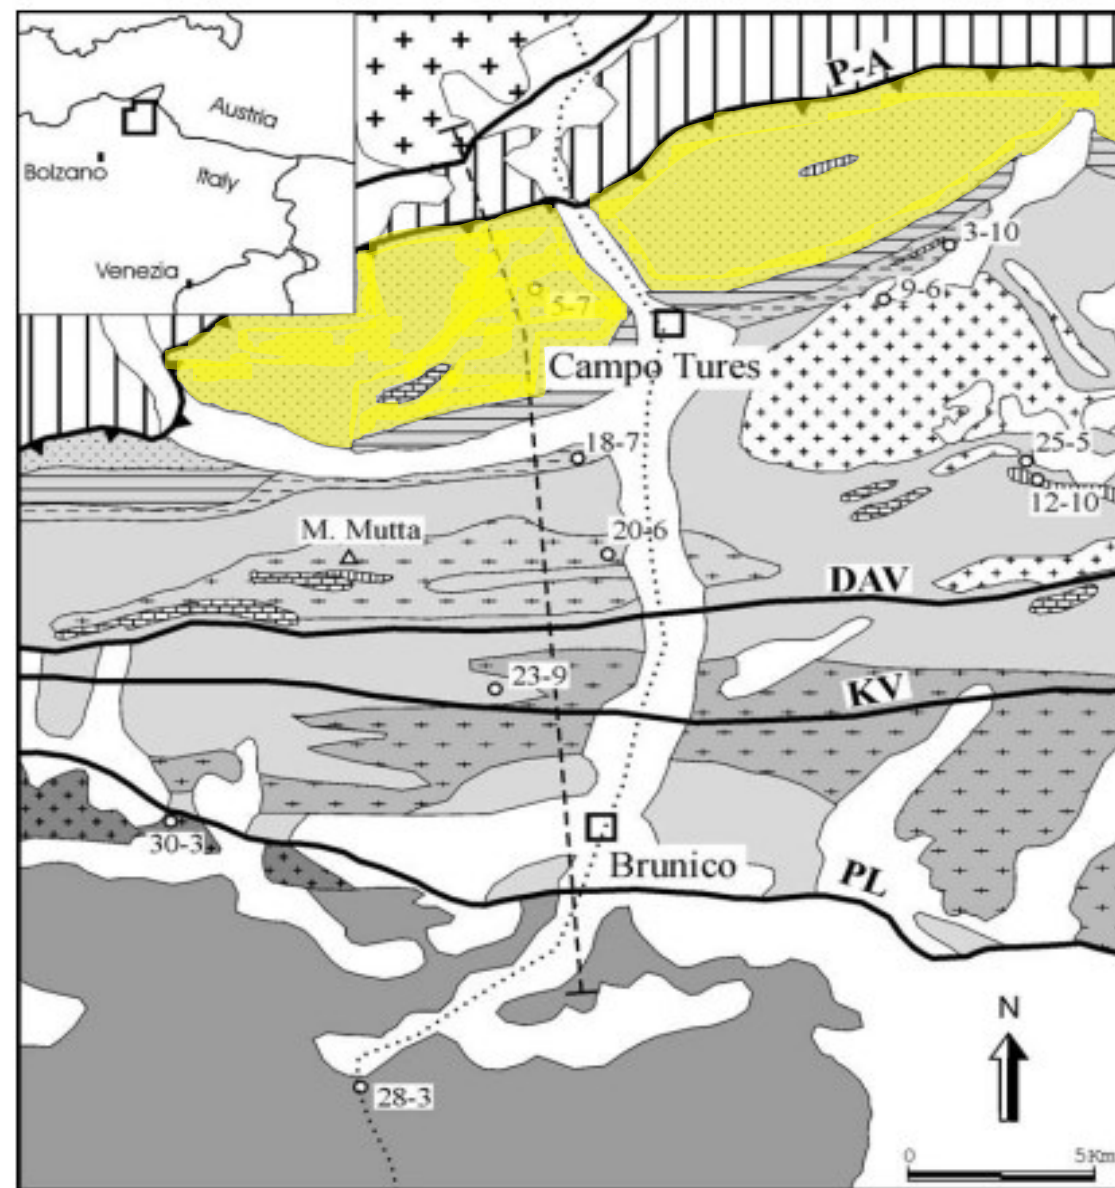 Austria
Bolzano
Italy
Venezia
P-A
3-10
9-6
5-7
Campo Tures
18-7
25-5
12-10
M. Mutta
20-6
DAV
23-9
KV
30-3
Brunico
PL
N
28-3
0 5 Km